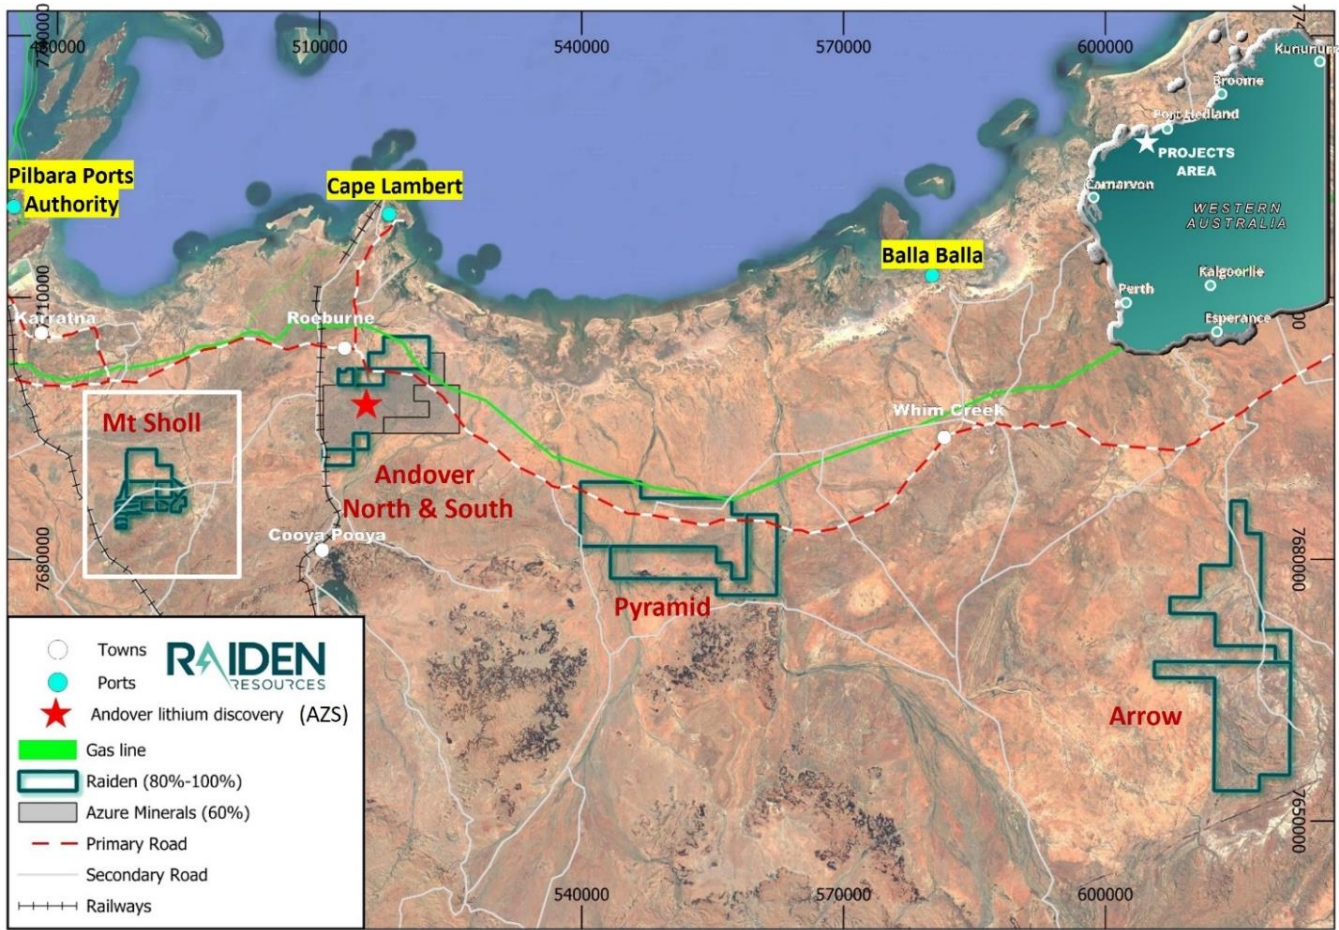 510000
540000
570000
600000
Kununurra
Broome
Port Hedland
PROJECTS
AREA
Pilbara Ports
Authority
Cape Lambert
Carnarvon
WESTERN
AUSTRALIA
Balla Balla
Kalgoorlie
Perth
Karratna
Roeburne
Esperance
Mt Sholl
Whim Creek
Andover
North & South
Cooya Pooya
7680000
7680000
Pyramid
Arrow
Towns
RAIDEN
RESOURCES
Ports
Andover lithium discovery (AZS)
Gas line
Raiden (80%-100%)
Azure Minerals (60%)
Primary Road
Secondary Road
Railways
7650000
540000
570000
600000